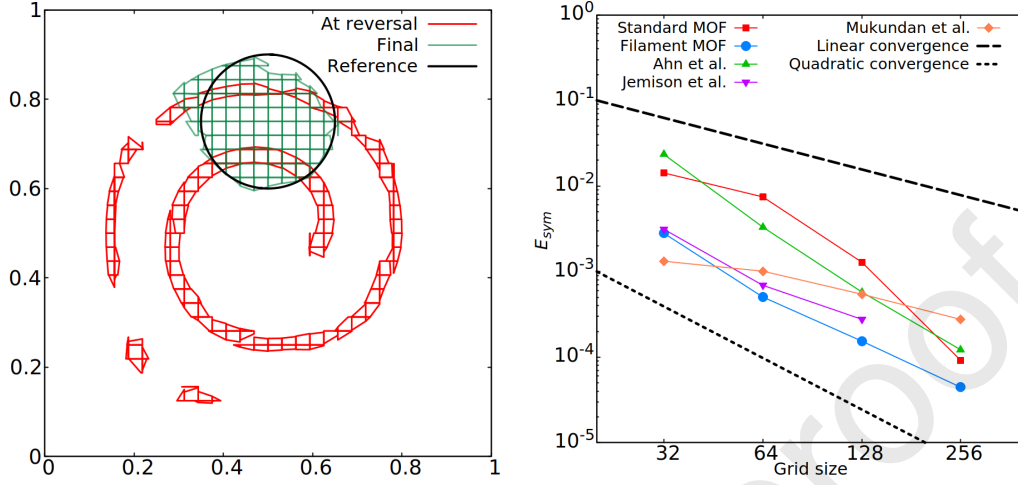 At reversal
Final
Reference
1
0.8
0.6
0.4
0.2
0
0.2
0.4
0.6
0.8
1
Standard MOF
Filament MOF
Ahn et al.
Jemison et al.
Mukundan et al.
Linear convergence
Quadratic convergence
10^0
10^-1
10^-2
10^-3
10^-4
10^-5
E_sym
32
64
128
256
Grid size
roof